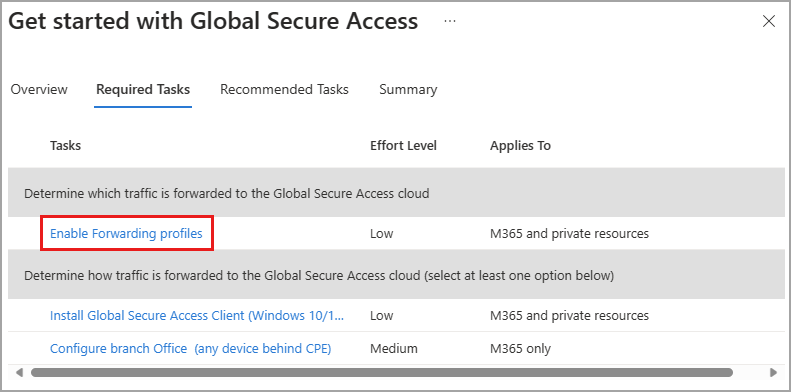 Get started with Global Secure Access ...
Overview Required Tasks Recommended Tasks Summary
Tasks Effort Level Applies To
Determine which traffic is forwarded to the Global Secure Access cloud
Enable Forwarding profiles Low M365 and private resources
Determine how traffic is forwarded to the Global Secure Access cloud (select at least one option below)
Install Global Secure Access Client (Windows 10/1... Low M365 and private resources
Configure branch Office (any device behind CPE) Medium M365 only